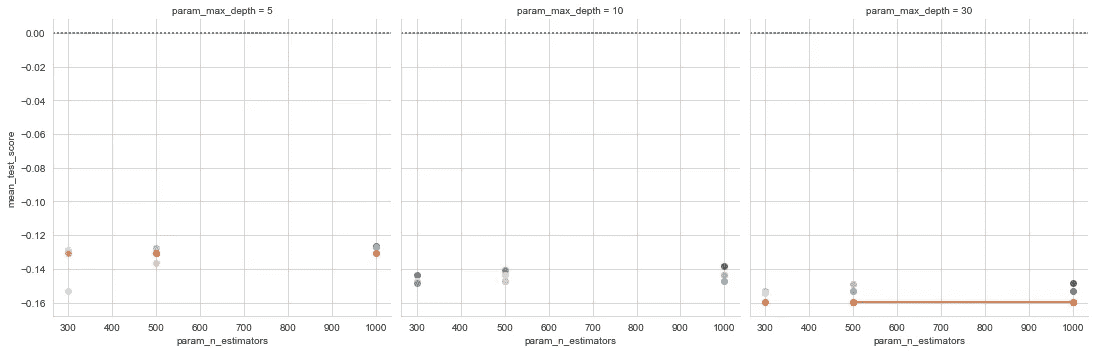 param_max_depth = 5
param_max_depth = 10
param_max_depth = 30
0.00
−0.02
−0.04
−0.06
−0.08
−0.10
−0.12
−0.14
−0.16
mean_test_score
300 400 500 600 700 800 900 1000
300 400 500 600 700 800 900 1000
300 400 500 600 700 800 900 1000
param_n_estimators
param_n_estimators
param_n_estimators